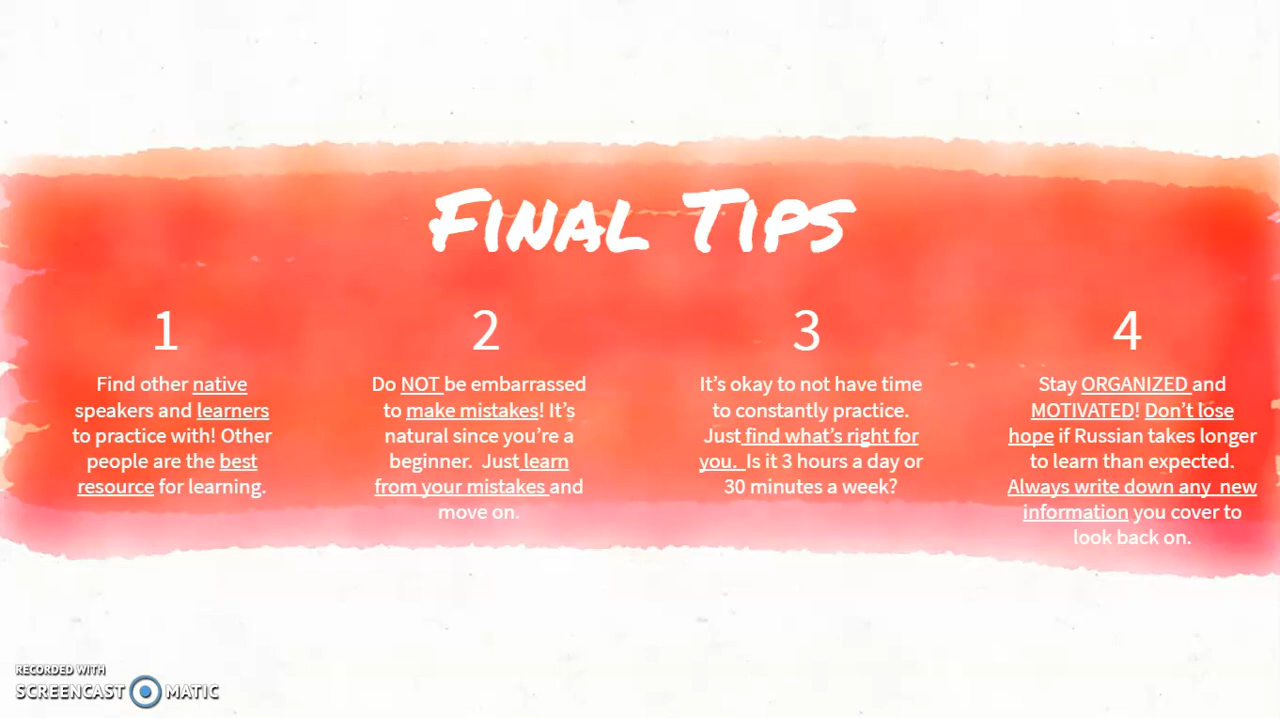 FINAL TIPS
1
Find other native
speakers and learners
to practice with! Other
people are the best
resource for learning.
2
Do NOT be embarrassed
to make mistakes! It’s
natural since you’re a
beginner. Just learn
from your mistakes and
move on.
3
It’s okay to not have time
to constantly practice.
Just find what’s right for
you. Is it 3 hours a day or
30 minutes a week?
4
Stay ORGANIZED and
MOTIVATED! Don’t lose
hope if Russian takes longer
to learn than expected.
Always write down any new
information you cover to
look back on.
RECORDED WITH
SCREENCAST MATIC